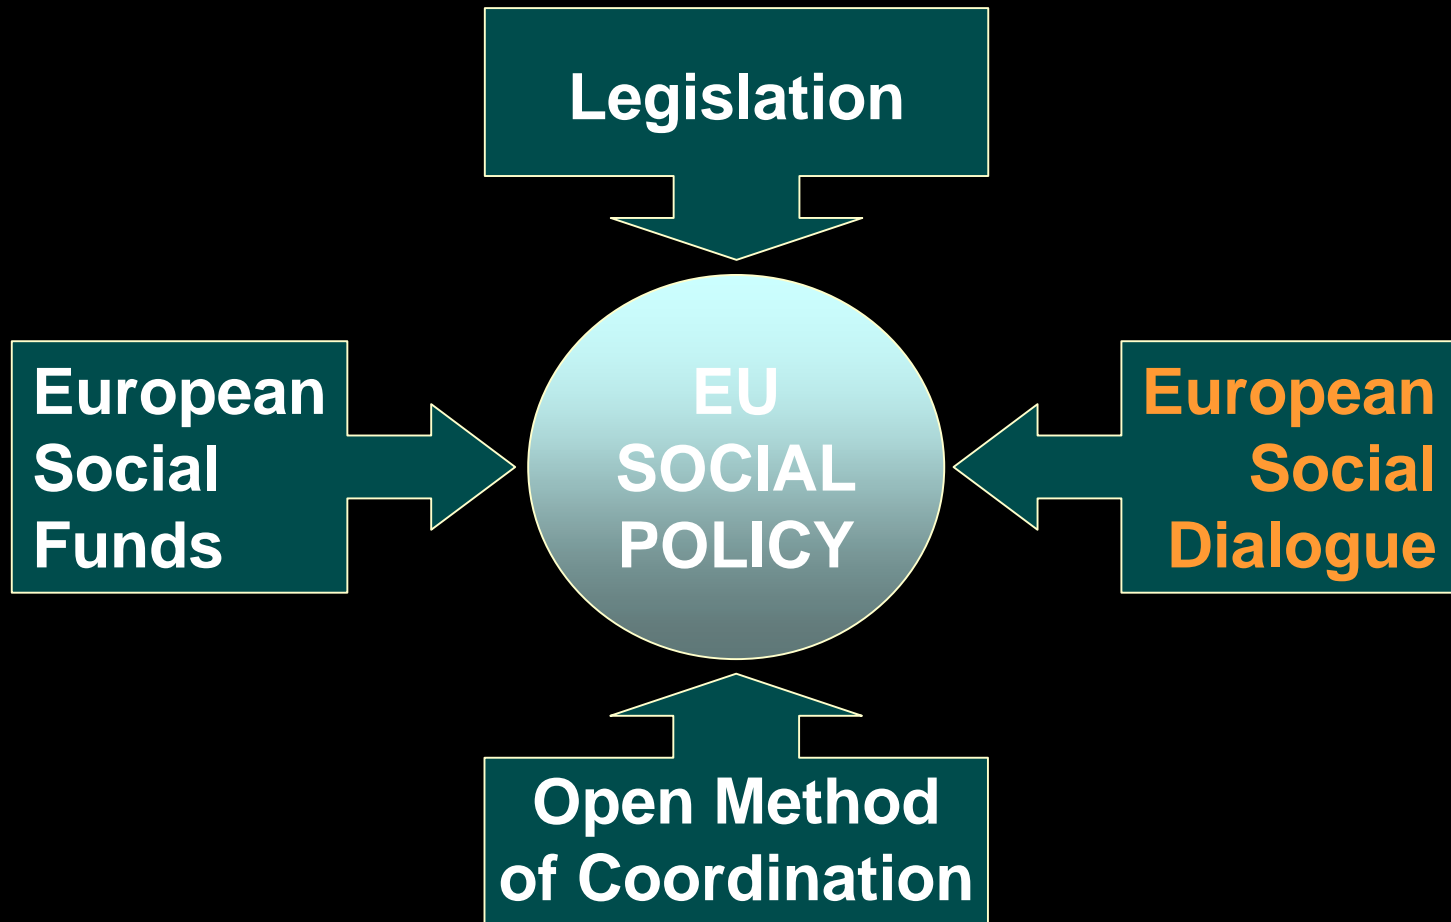 Legislation
European
Social
Funds
EU
SOCIAL
POLICY
European
Social
Dialogue
Open Method
of Coordination